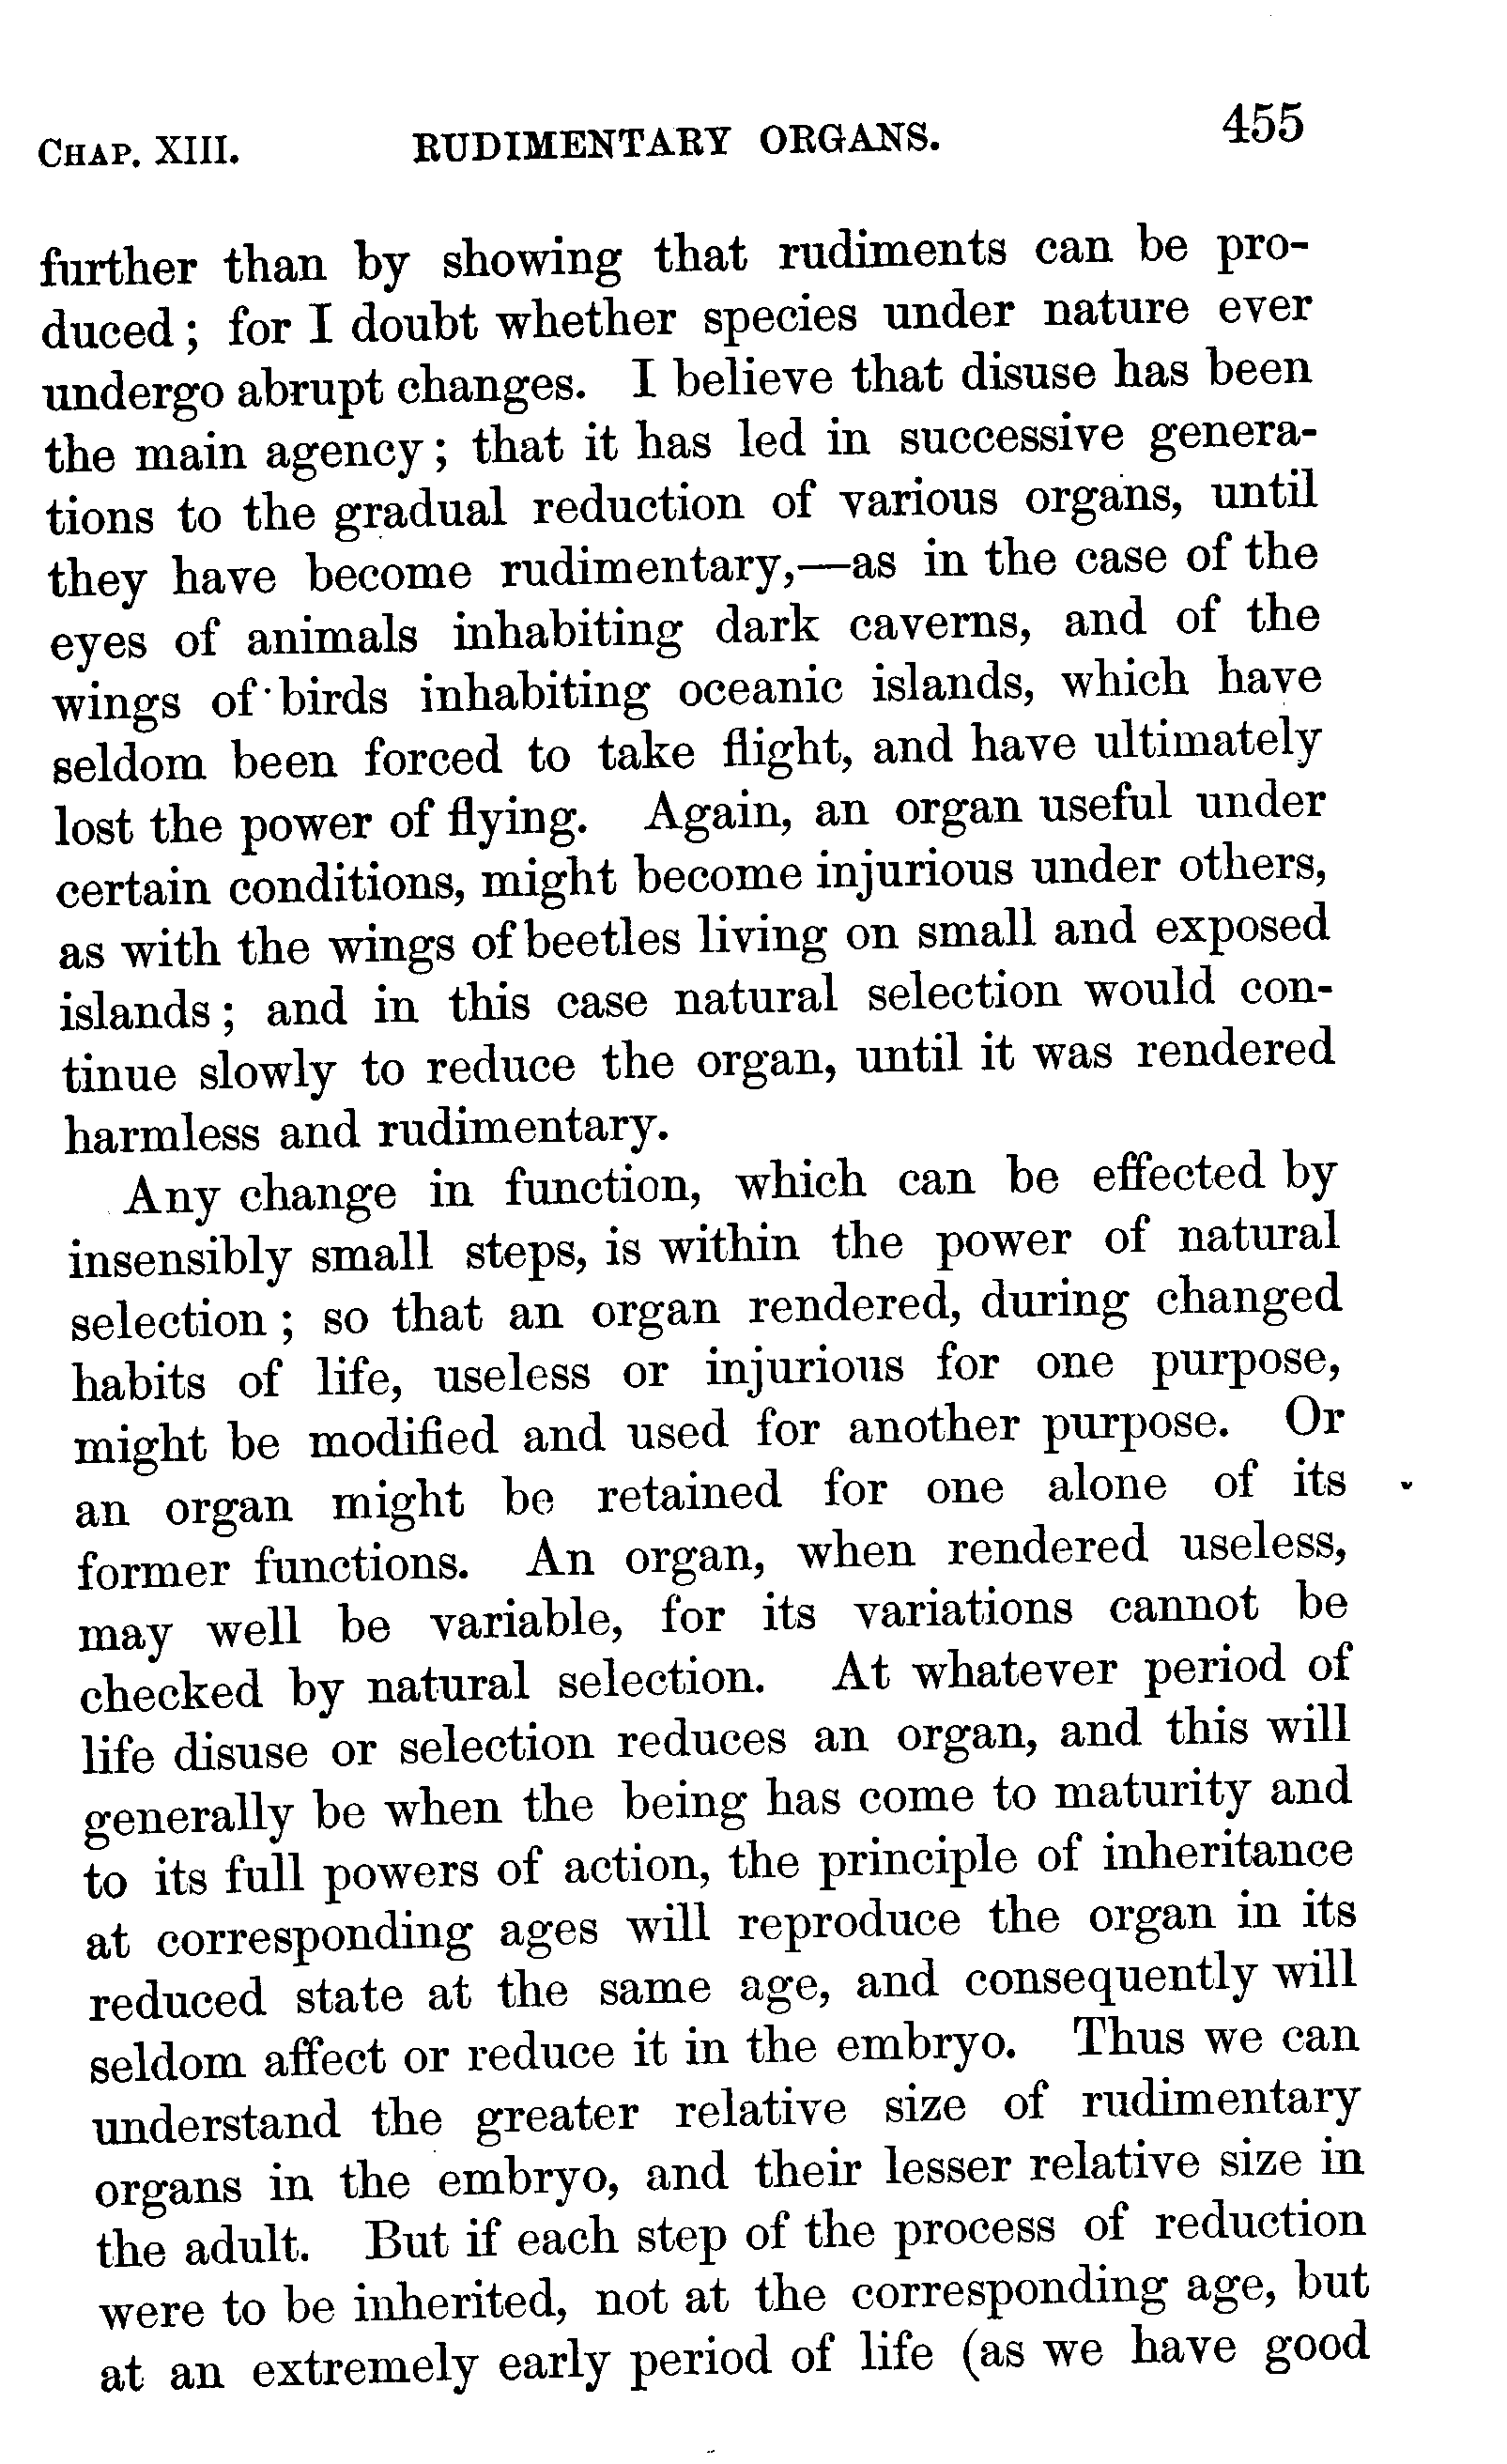 CHAP. XIII. RUDIMENTARY ORGANS. 455
further than by showing that rudiments can be pro-
duced; for I doubt whether species under nature ever
undergo abrupt changes. I believe that disuse has been
the main agency; that it has led in successive genera-
tions to the gradual reduction of various organs, until
they have become rudimentary,—as in the case of the
eyes of animals inhabiting dark caverns, and of the
wings of birds inhabiting oceanic islands, which have
seldom been forced to take flight, and have ultimately
lost the power of flying. Again, an organ useful under
certain conditions, might become injurious under others,
as with the wings of beetles living on small and exposed
islands; and in this case natural selection would con-
tinue slowly to reduce the organ, until it was rendered
harmless and rudimentary.
Any change in function, which can be effected by
insensibly small steps, is within the power of natural
selection; so that an organ rendered, during changed
habits of life, useless or injurious for one purpose,
might be modified and used for another purpose. Or
an organ might be retained for one alone of its
former functions. An organ, when rendered useless,
may well be variable, for its variations cannot be
checked by natural selection. At whatever period of
life disuse or selection reduces an organ, and this will
generally be when the being has come to maturity and
to its full powers of action, the principle of inheritance
at corresponding ages will reproduce the organ in its
reduced state at the same age, and consequently will
seldom affect or reduce it in the embryo. Thus we can
understand the greater relative size of rudimentary
organs in the embryo, and their lesser relative size in
the adult. But if each step of the process of reduction
were to be inherited, not at the corresponding age, but
at an extremely early period of life (as we have good